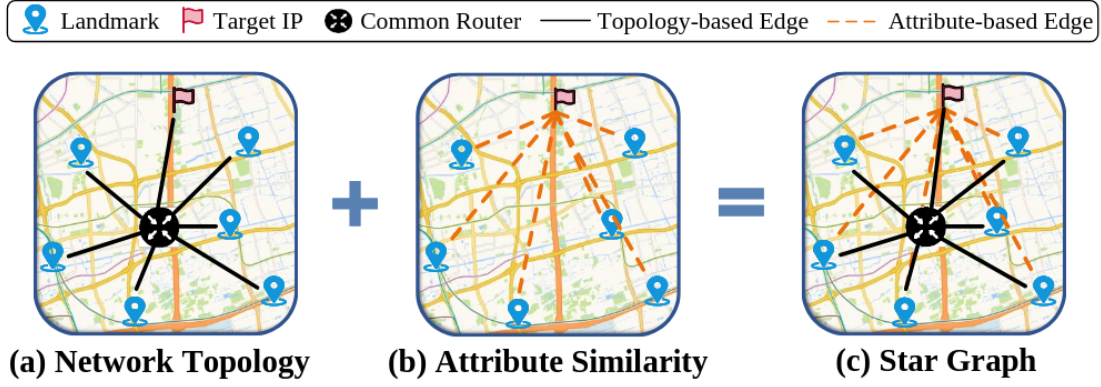 Landmark Target IP Common Router Topology-based Edge Attribute-based Edge
(a) Network Topology (b) Attribute Similarity (c) Star Graph